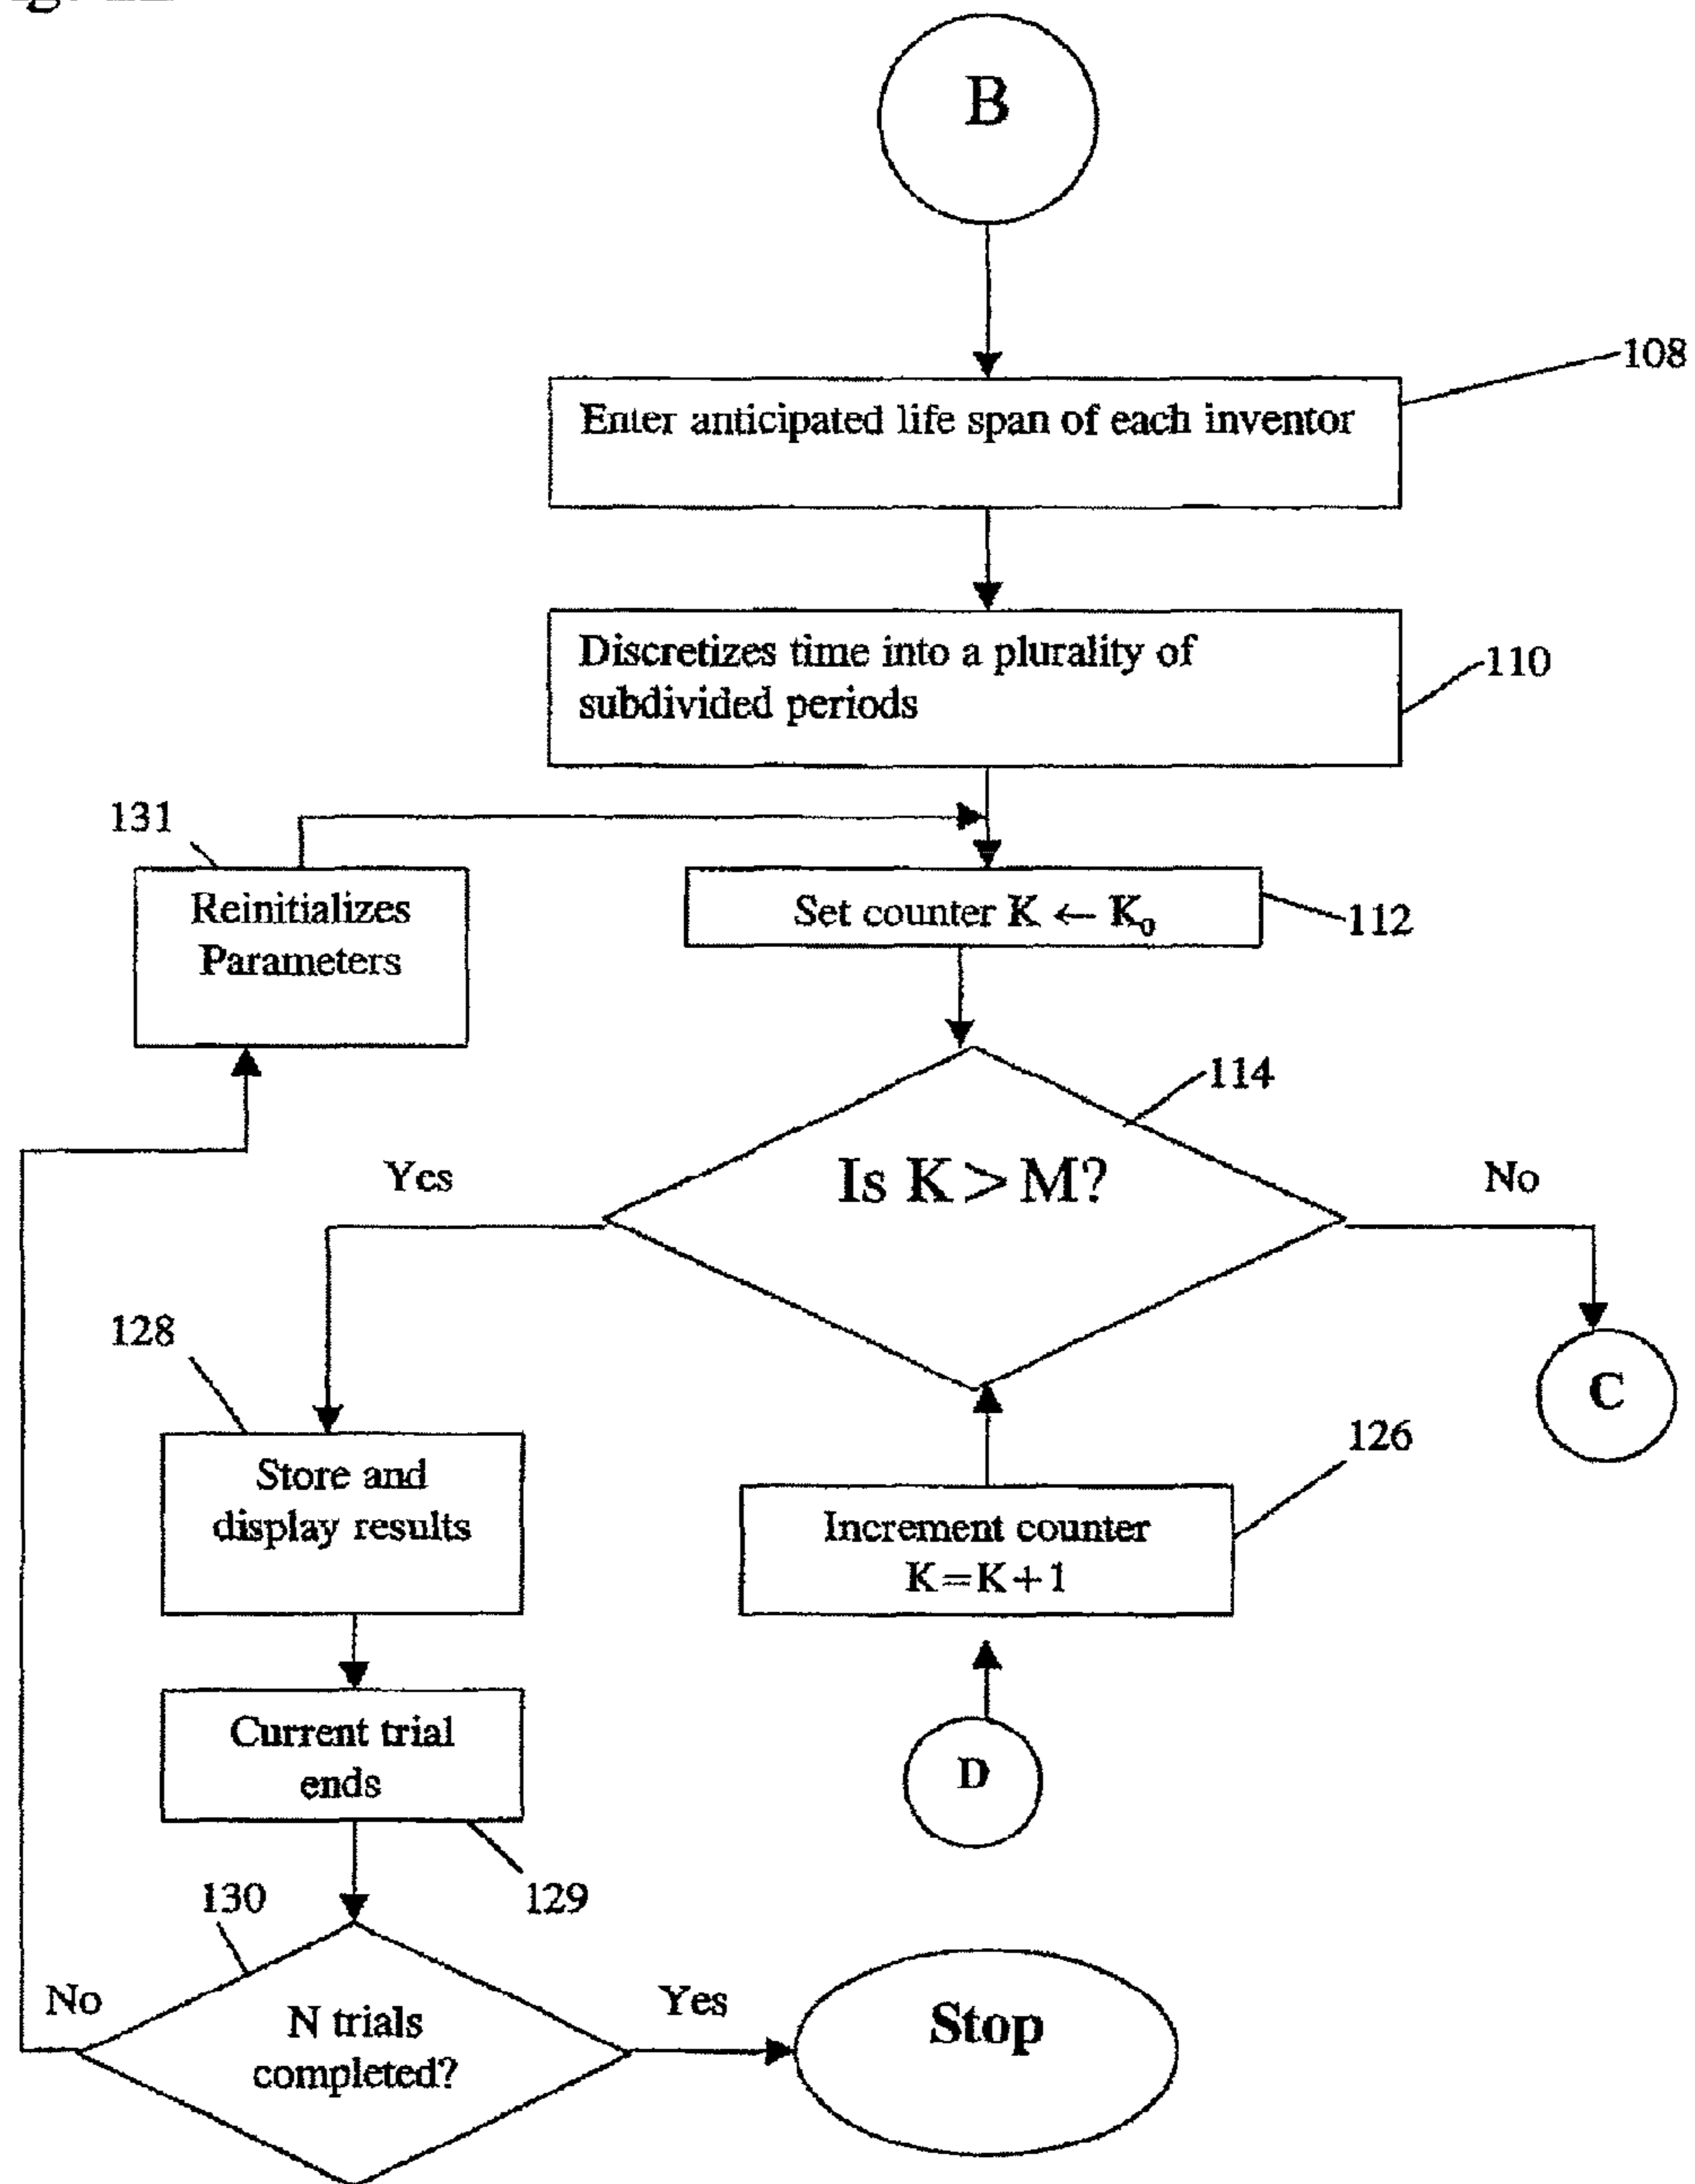 B
Enter anticipated life span of each inventor
108
Discretizes time into a plurality of
subdivided periods
110
131
Reinitializes
Parameters
Set counter K ← K₀
112
114
Is K > M?
Yes
No
C
128
Store and
display results
126
Increment counter
K=K+1
Current trial
ends
D
129
130
No
N trials
completed?
Yes
Stop